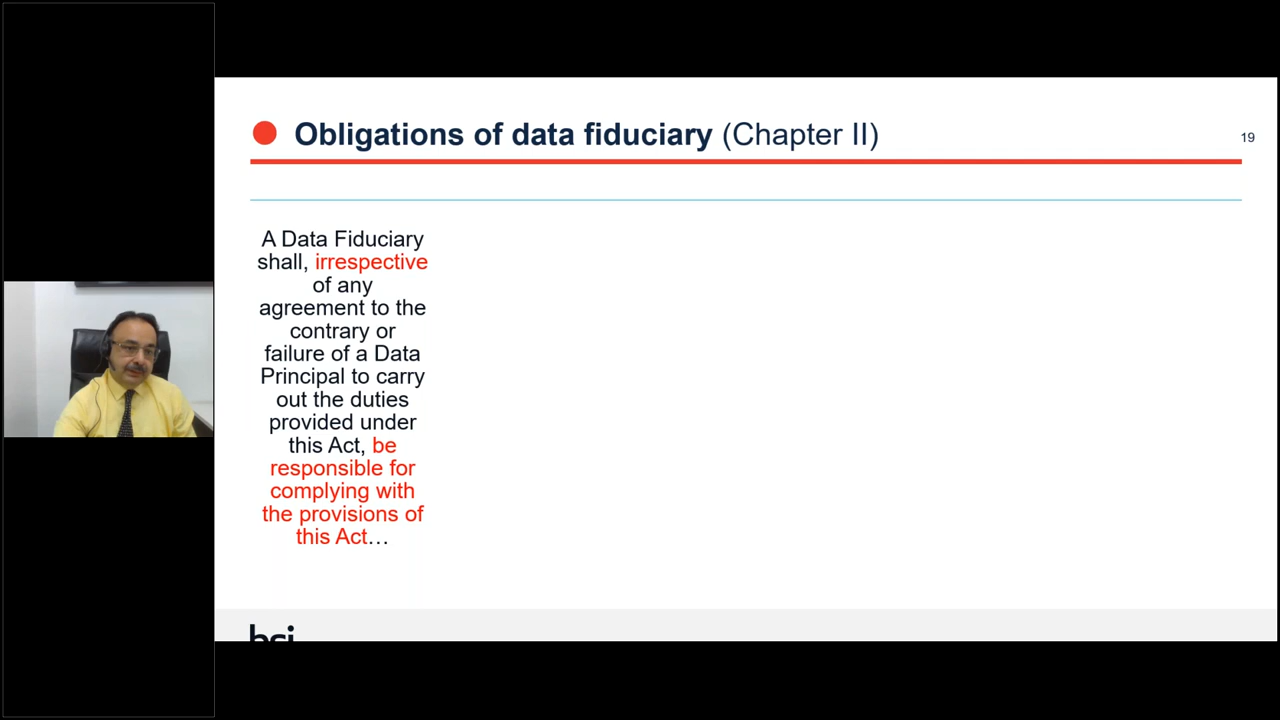 Obligations of data fiduciary (Chapter II)
19
A Data Fiduciary
shall, irrespective
of any
agreement to the
contrary or
failure of a Data
Principal to carry
out the duties
provided under
this Act, be
responsible for
complying with
the provisions of
this Act…
bsi